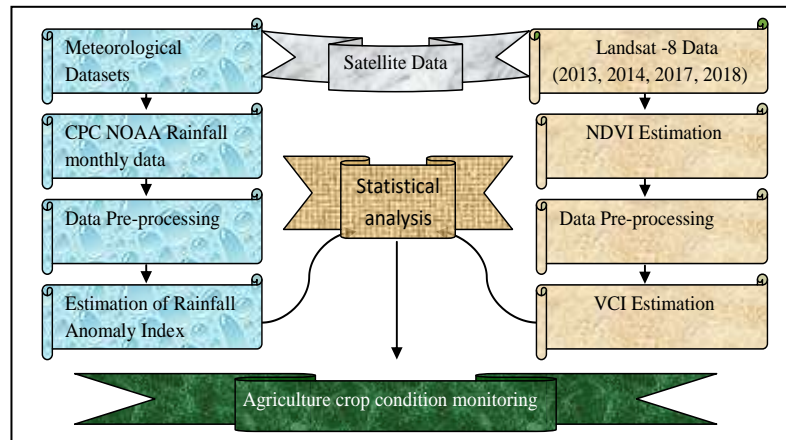 Meteorological
Datasets
Satellite Data
Landsat -8 Data
(2013, 2014, 2017, 2018)
CPC NOAA Rainfall
monthly data
NDVI Estimation
Statistical
analysis
Data Pre-processing
Data Pre-processing
Estimation of Rainfall
Anomaly Index
VCI Estimation
Agriculture crop condition monitoring